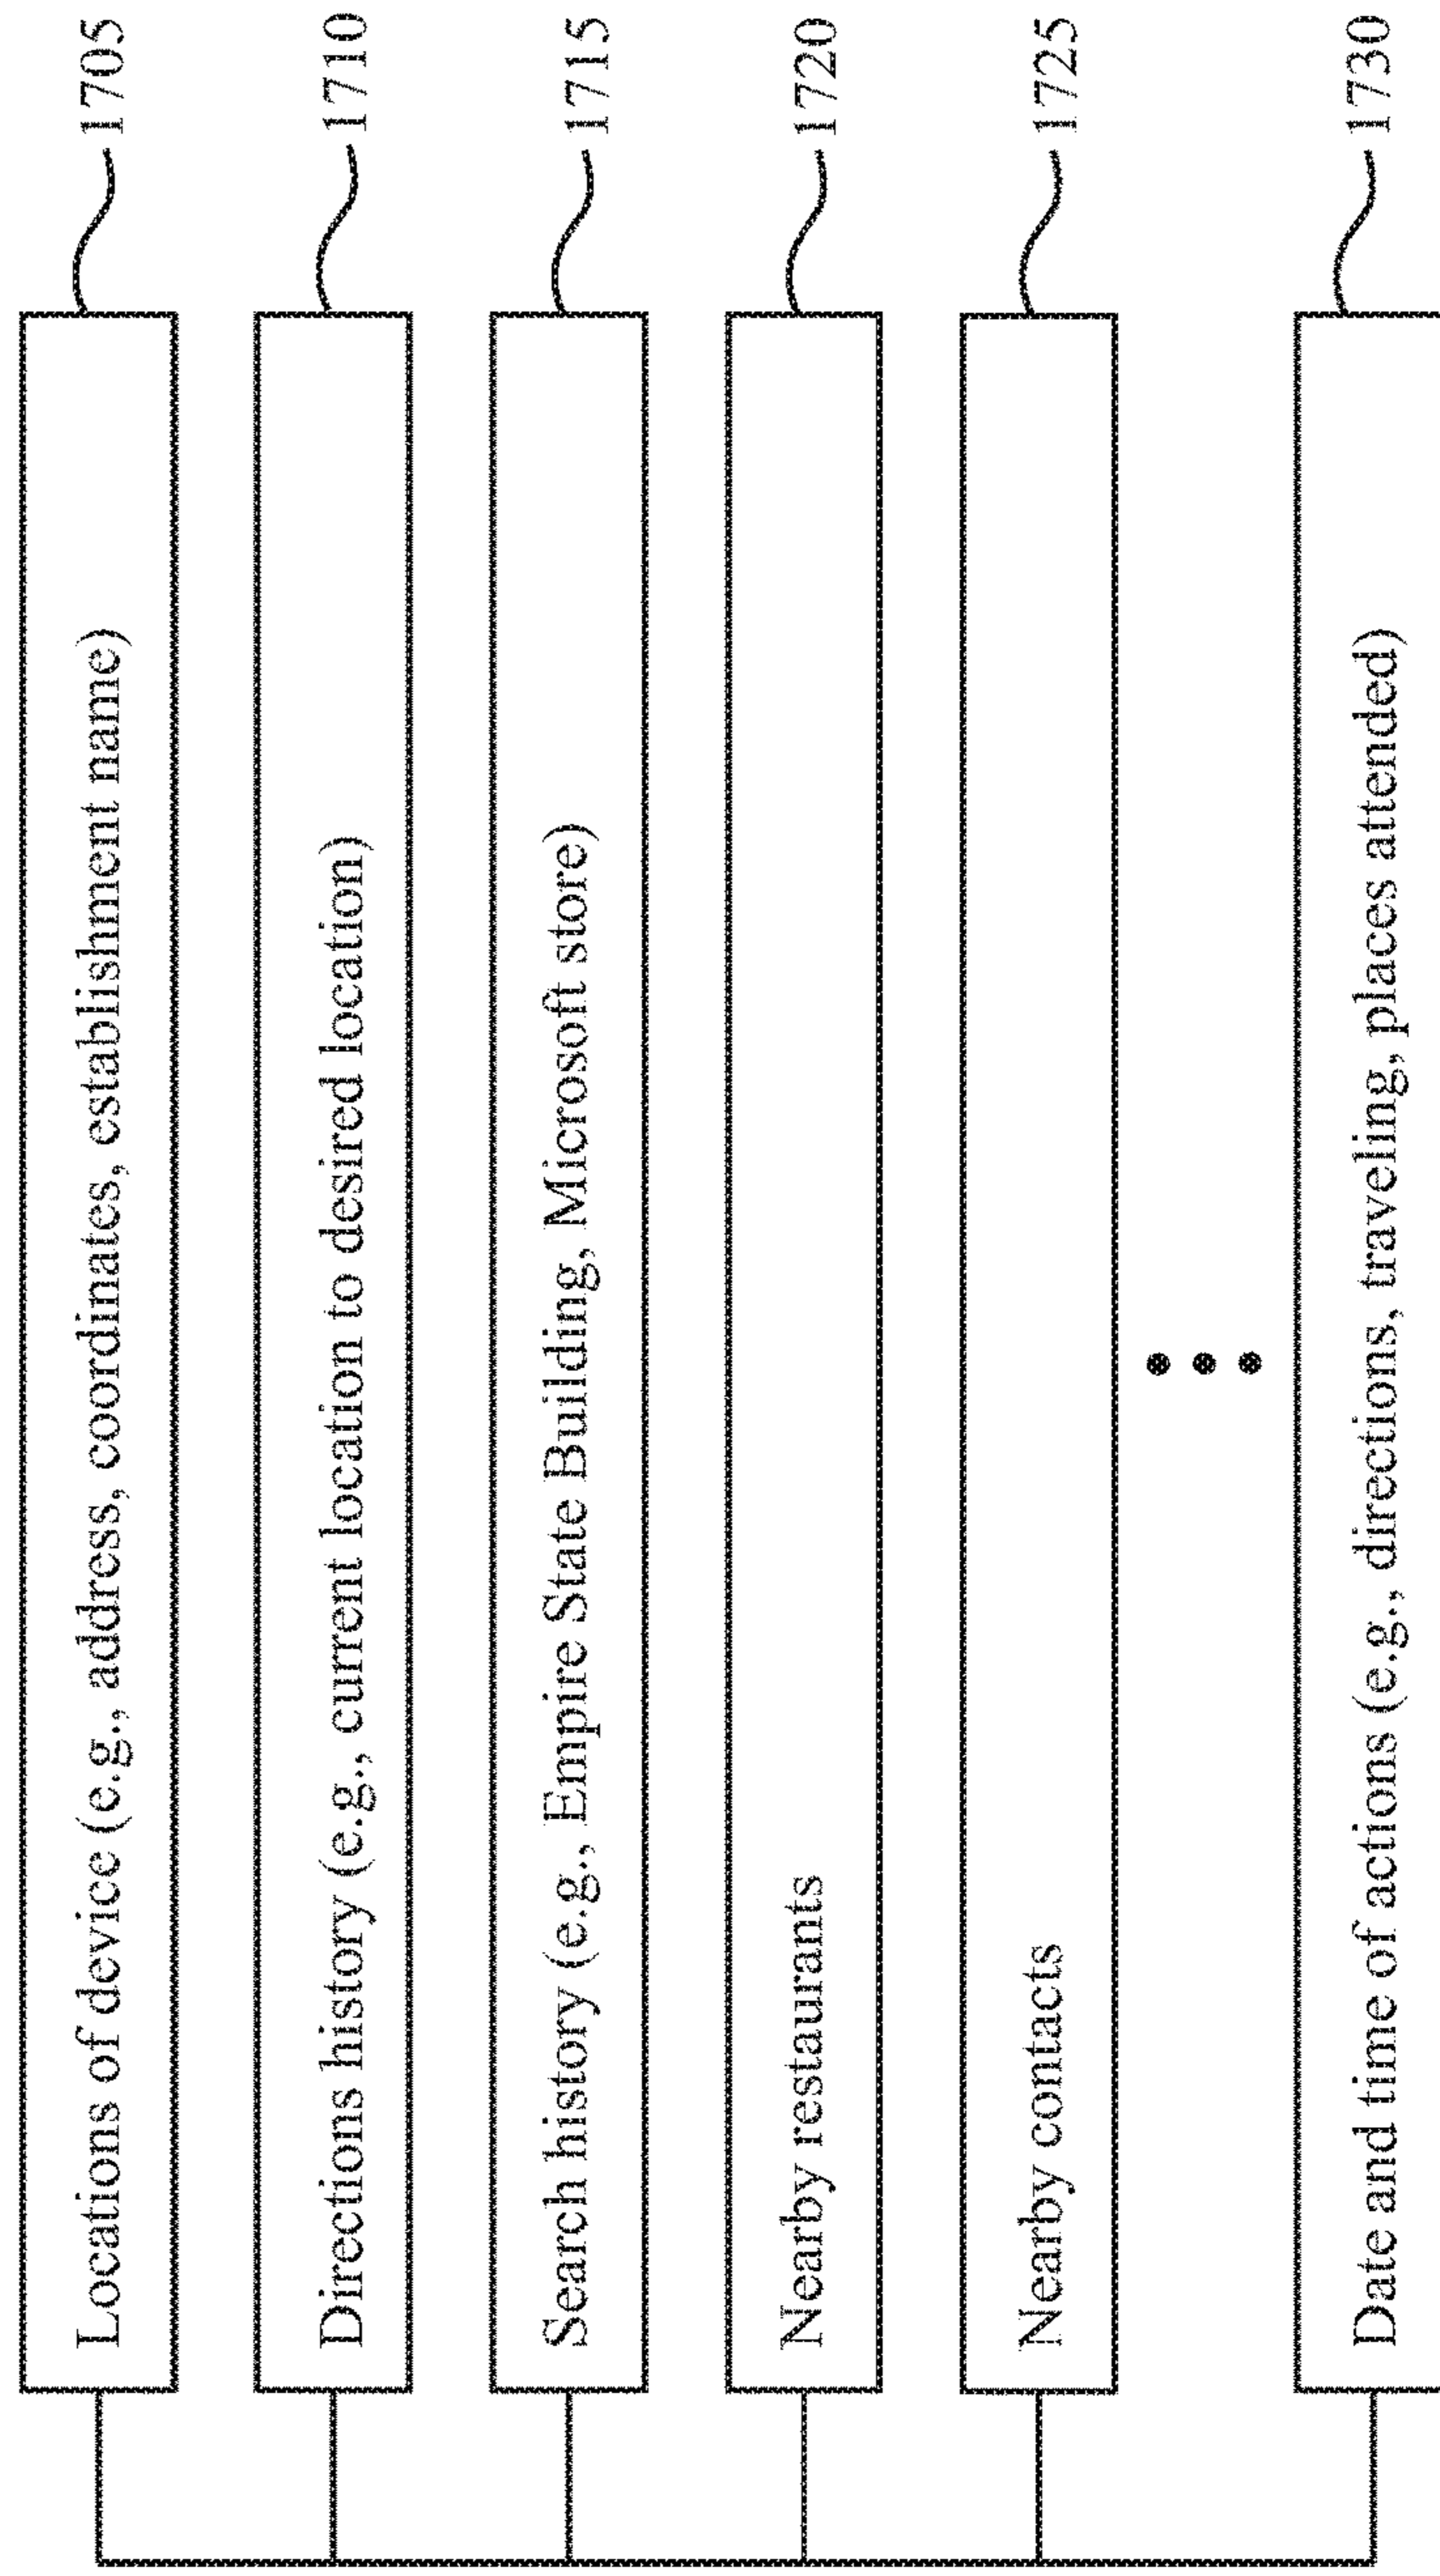 Locations of device (e.g., address, coordinates, establishment name) 1705
Directions history (e.g., current location to desired location) 1710
Search history (e.g., Empire State Building, Microsoft store) 1715
Nearby restaurants 1720
Nearby contacts 1725
Date and time of actions (e.g., directions, traveling, places attended) 1730